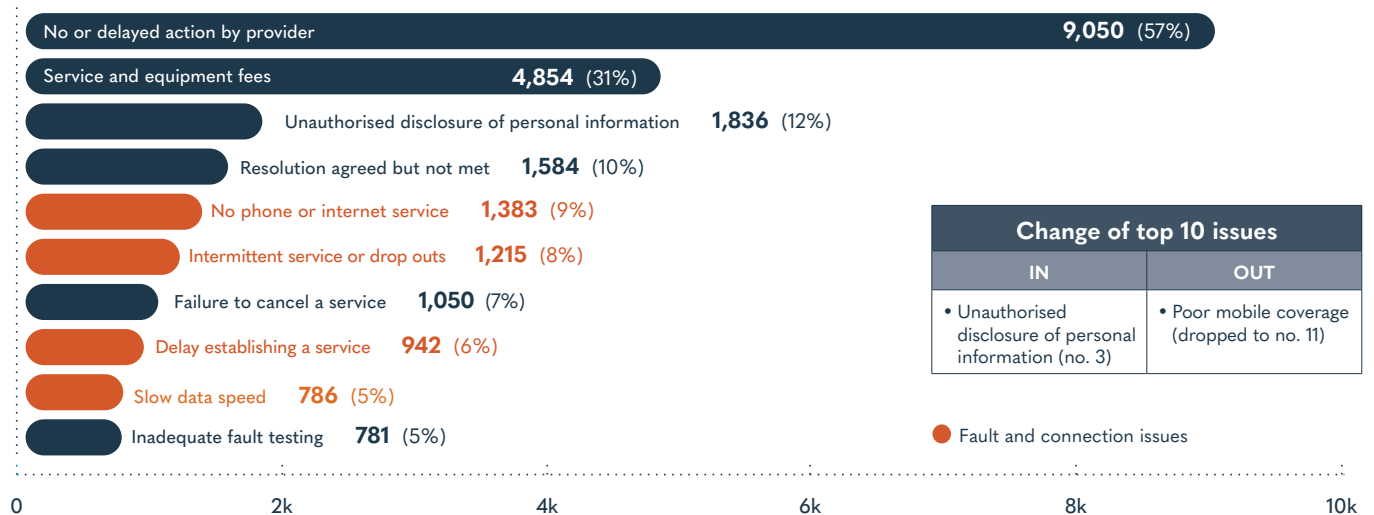 No or delayed action by provider 9,050 (57%)
Service and equipment fees 4,854 (31%)
Unauthorised disclosure of personal information 1,836 (12%)
Resolution agreed but not met 1,584 (10%)
No phone or internet service 1,383 (9%)
Intermittent service or drop outs 1,215 (8%)
Failure to cancel a service 1,050 (7%)
Delay establishing a service 942 (6%)
Slow data speed 786 (5%)
Inadequate fault testing 781 (5%)
Change of top 10 issues
IN OUT
• Unauthorised
disclosure of personal
information (no. 3)
• Poor mobile coverage
(dropped to no. 11)
Fault and connection issues
0 2k 4k 6k 8k 10k